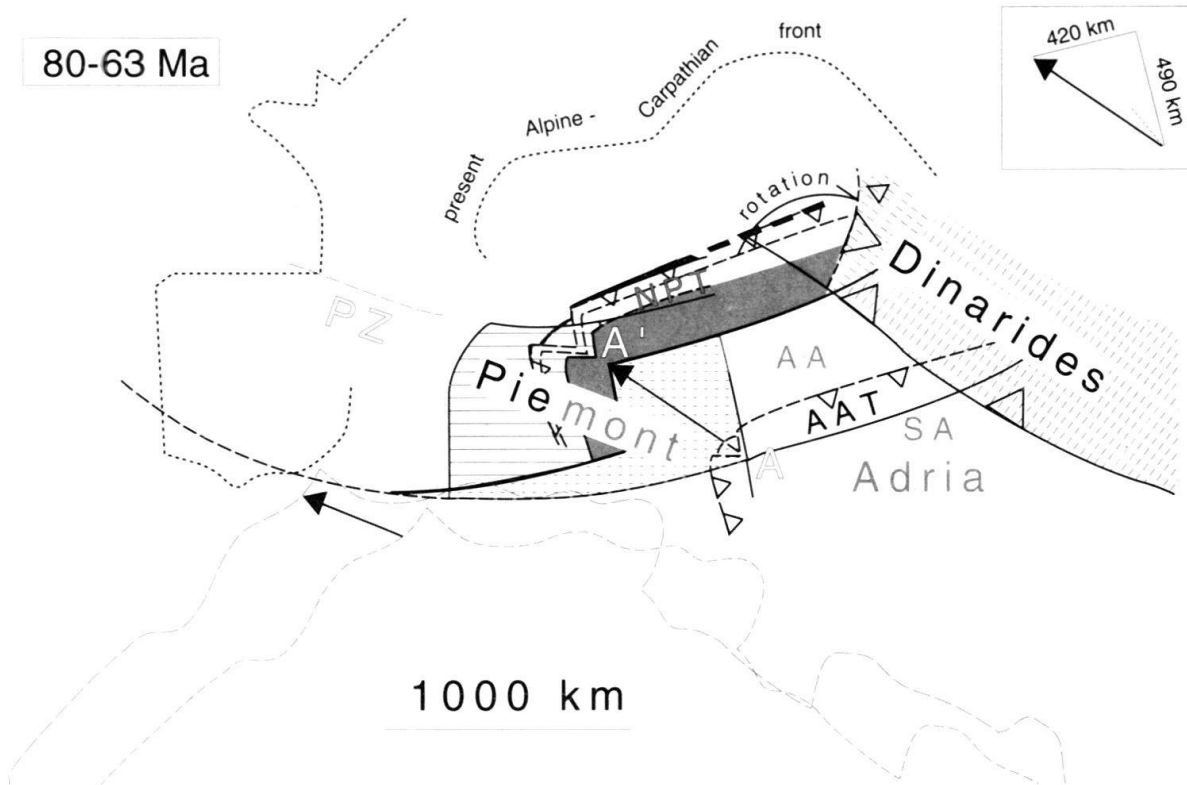 80-63 Ma
present
Alpine -
Carpathian
front
420 km
490 km
rotation
Dinarides
PZ
NPT
A'
Piemont
AA
AAT
SA
A
Adria
1000 km